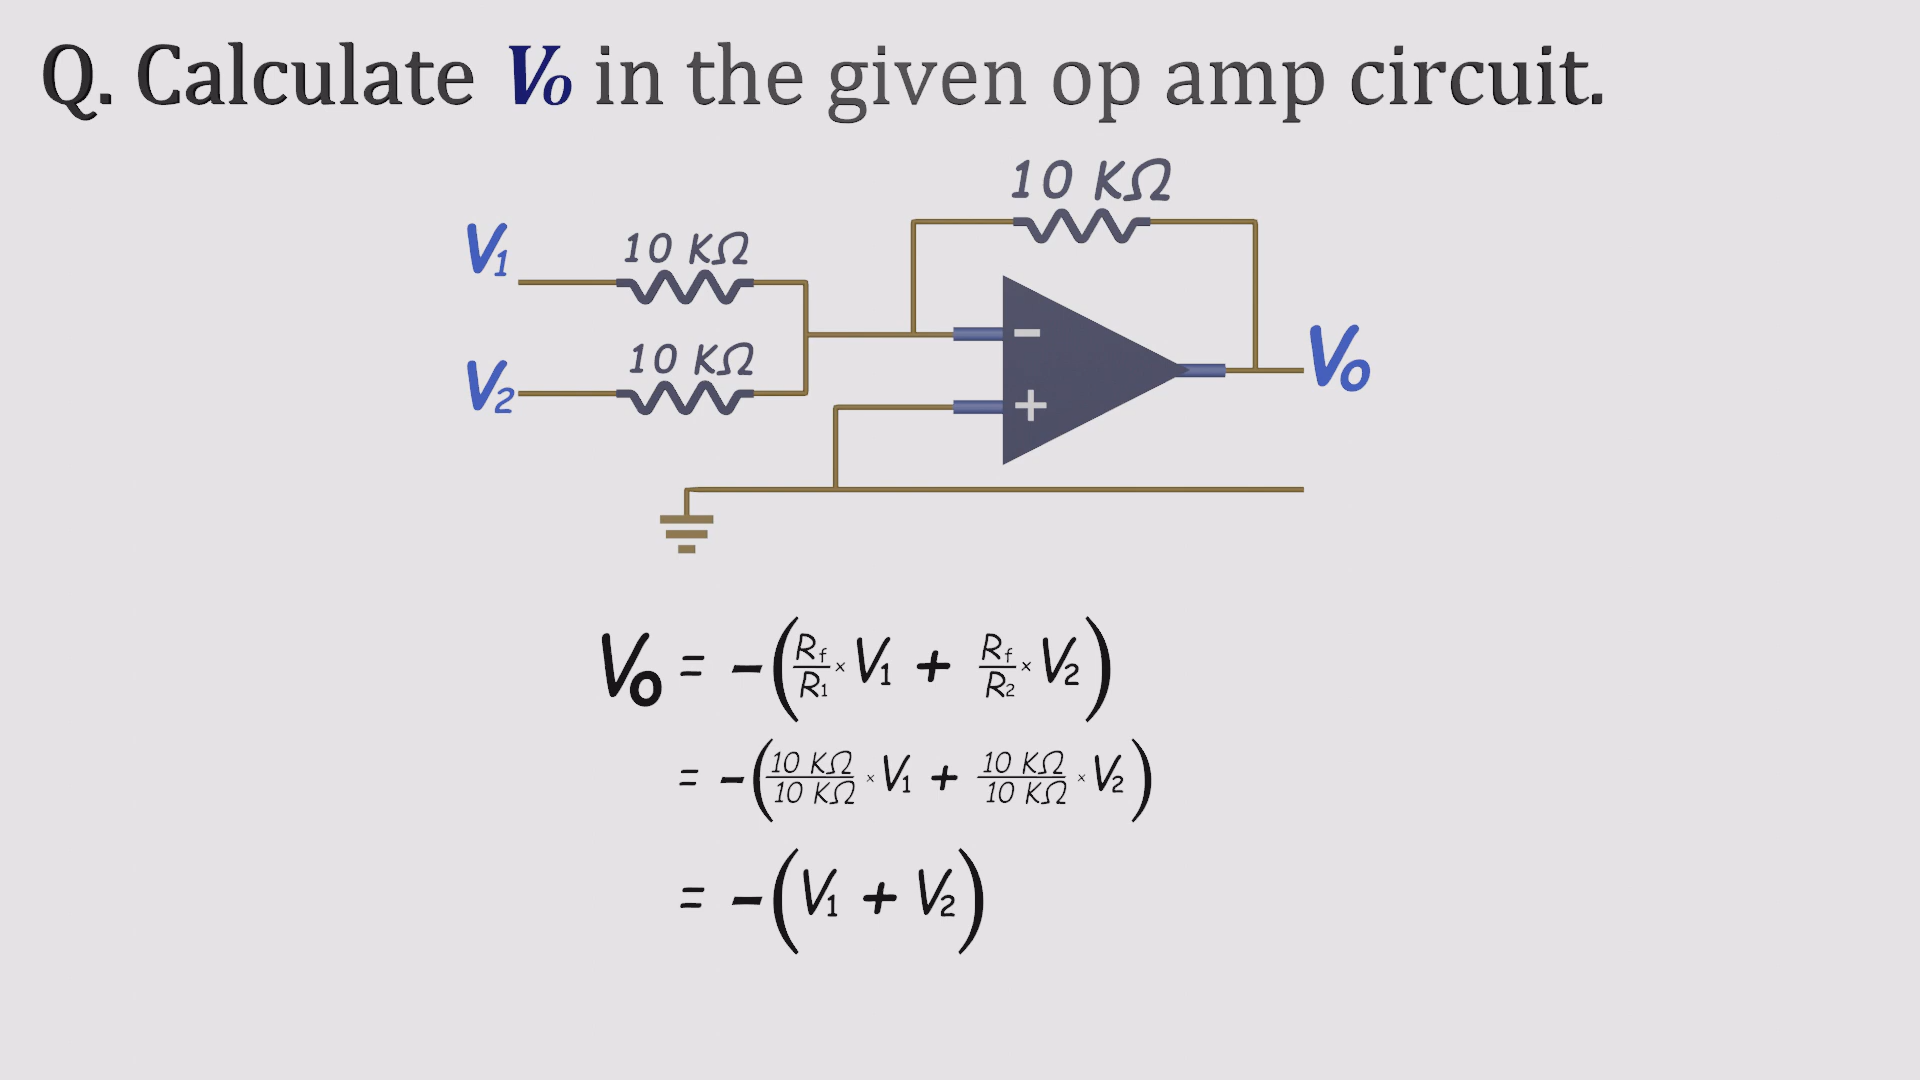 Q. Calculate Vo in the given op amp circuit.
10 KΩ
V1
10 KΩ
10 KΩ
V2
−
+
Vo
Vo = -(Rf/R1 × V1 + Rf/R2 × V2)
= -(10 KΩ/10 KΩ × V1 + 10 KΩ/10 KΩ × V2)
= -(V1 + V2)